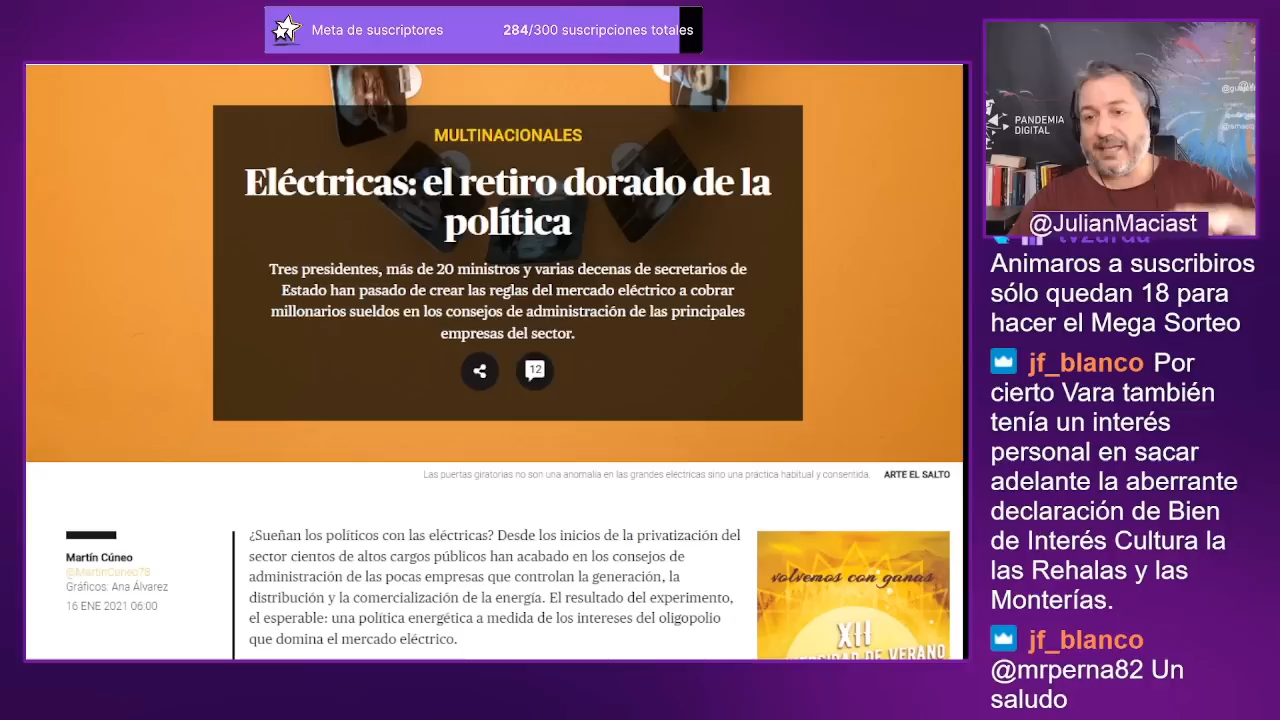 Meta de suscriptores
284/300 suscripciones totales
MULTINACIONALES
Eléctricas: el retiro dorado de la
política
Tres presidentes, más de 20 ministros y varias decenas de secretarios de
Estado han pasado de crear las reglas del mercado eléctrico a cobrar
millonarios sueldos en los consejos de administración de las principales
empresas del sector.
12
Las puertas giratorias no son una anomalía en las grandes eléctricas sino una práctica habitual y consentida. ARTE EL SALTO
Martín Cúneo
@MartinCuneo78
Gráficos: Ana Álvarez
16 ENE 2021 06:00
¿Sueñan los políticos con las eléctricas? Desde los inicios de la privatización del
sector cientos de altos cargos públicos han acabado en los consejos de
administración de las pocas empresas que controlan la generación, la
distribución y la comercialización de la energía. El resultado del experimento,
el esperable: una política energética a medida de los intereses del oligopolio
que domina el mercado eléctrico.
volvemos con ganas
XII
DE VERANO
PANDEMIA
DIGITAL
@JulianMaciast
Animaros a suscribiros
sólo quedan 18 para
hacer el Mega Sorteo
jf_blanco Por
cierto Vara también
tenía un interés
personal en sacar
adelante la aberrante
declaración de Bien
de Interés Cultura la
las Rehalas y las
Monterías.
jf_blanco
@mrperna82 Un
saludo